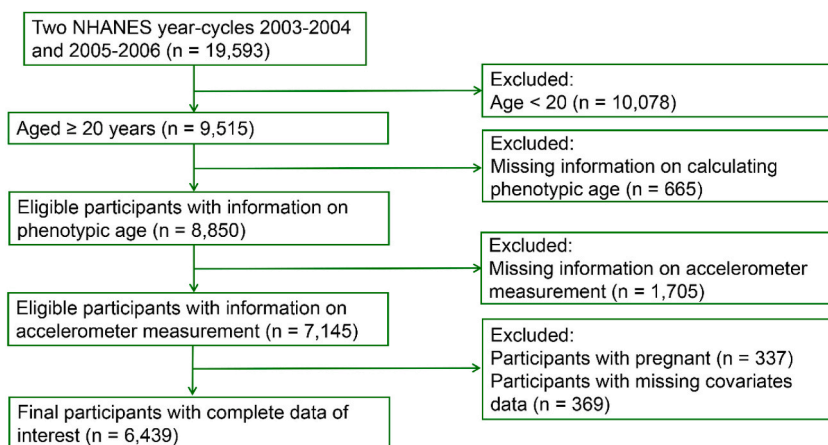 Two NHANES year-cycles 2003-2004
and 2005-2006 (n = 19,593)
Excluded:
Age < 20 (n = 10,078)
Aged ≥ 20 years (n = 9,515)
Excluded:
Missing information on calculating
phenotypic age (n = 665)
Eligible participants with information on
phenotypic age (n = 8,850)
Excluded:
Missing information on accelerometer
measurement (n = 1,705)
Eligible participants with information on
accelerometer measurement (n = 7,145)
Excluded:
Participants with pregnant (n = 337)
Participants with missing covariates
data (n = 369)
Final participants with complete data of
interest (n = 6,439)